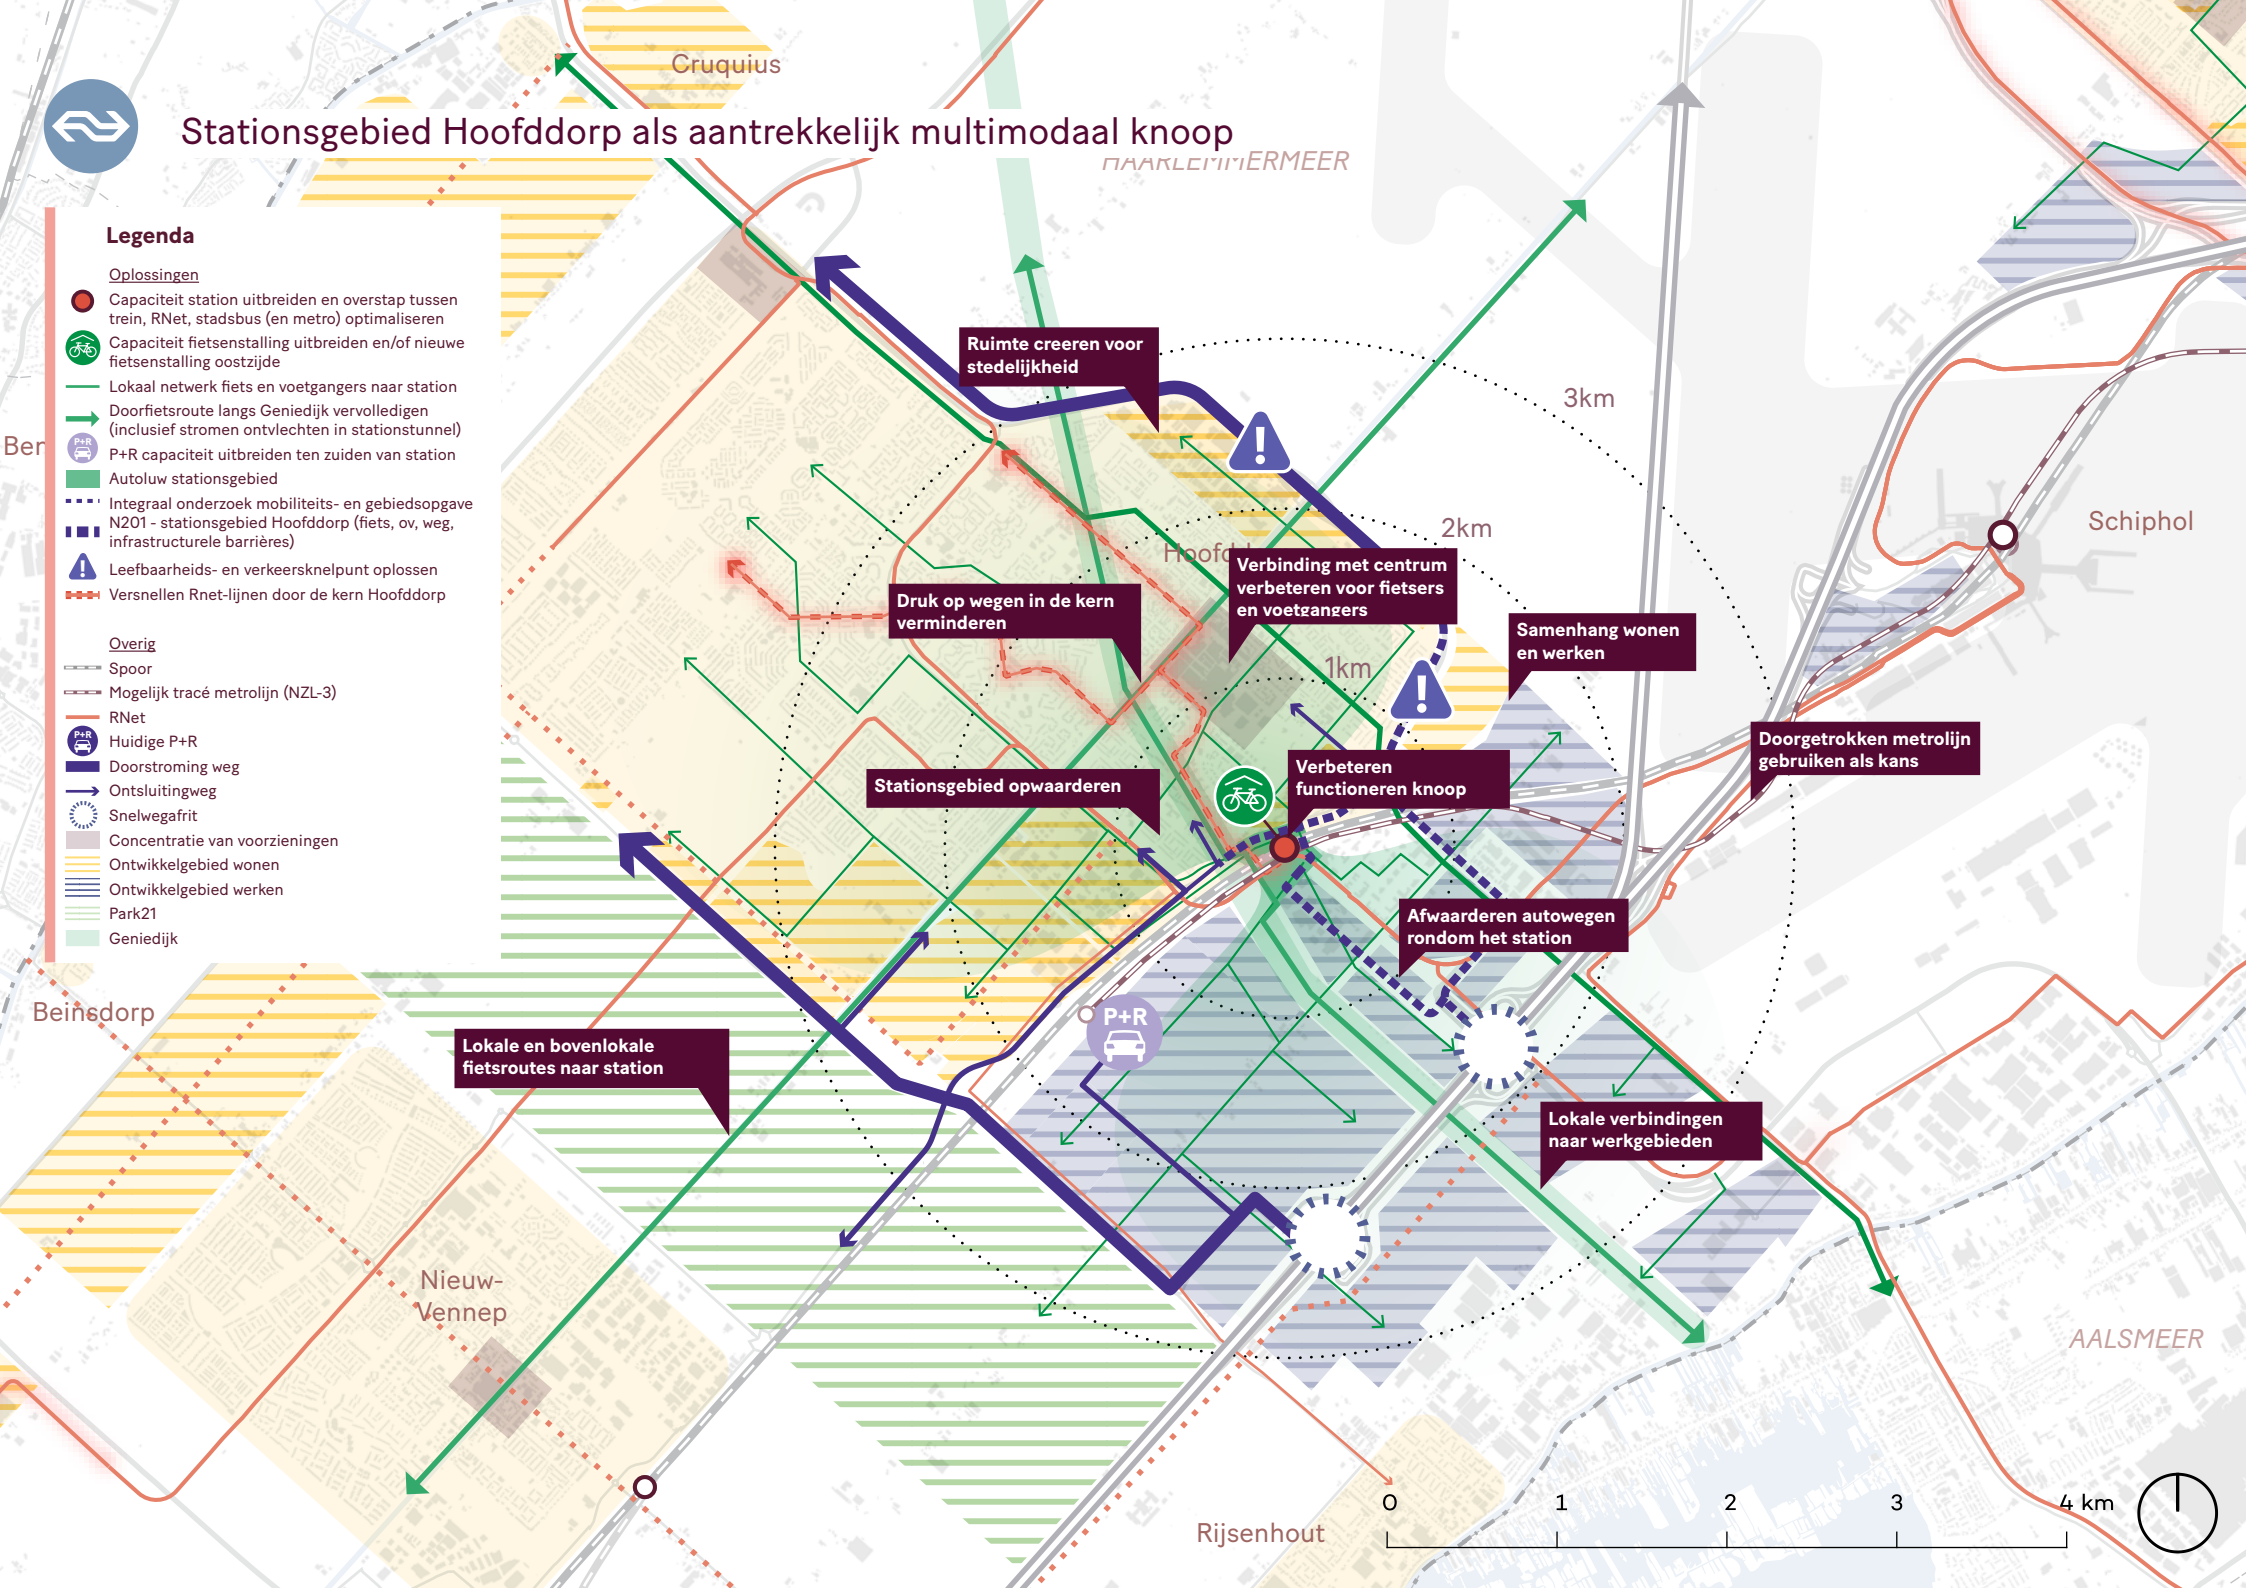 Cruquius
Stationsgebied Hoofddorp als aantrekkelijk multimodaal knoop
HAARLEMMERMEER
Legenda
Oplossingen
Capaciteit station uitbreiden en overstap tussen
trein, RNet, stadsbus (en metro) optimaliseren
Capaciteit fietsenstalling uitbreiden en/of nieuwe
fietsenstalling oostzijde
Lokaal netwerk fiets en voetgangers naar station
Doorfietsroute langs Geniedijk vervolledigen
(inclusief stromen ontvlechten in stationstunnel)
P+R
P+R capaciteit uitbreiden ten zuiden van station
Autoluw stationsgebied
Integraal onderzoek mobiliteits- en gebiedsopgave
N201 - stationsgebied Hoofddorp (fiets, ov, weg,
infrastructurele barrières)
Leefbaarheids- en verkeersknelpunt oplossen
Versnellen Rnet-lijnen door de kern Hoofddorp
Overig
Spoor
Mogelijk tracé metrolijn (NZL-3)
RNet
P+R
Huidige P+R
Doorstroming weg
Ontsluitingweg
Snelwegafrit
Concentratie van voorzieningen
Ontwikkelgebied wonen
Ontwikkelgebied werken
Park21
Geniedijk
Ben
Ruimte creeren voor
stedelijkheid
3km
2km
1km
Schiphol
Hoofd
Verbinding met centrum
verbeteren voor fietsers
en voetgangers
Druk op wegen in de kern
verminderen
Samenhang wonen
en werken
Doorgetrokken metrolijn
gebruiken als kans
Verbeteren
functioneren knoop
Stationsgebied opwaarderen
Afwaarderen autowegen
rondom het station
Beinsdorp
P+R
Lokale en bovenlokale
fietsroutes naar station
Lokale verbindingen
naar werkgebieden
Nieuw-
Vennep
AALSMEER
Rijsenhout
0 1 2 3 4 km